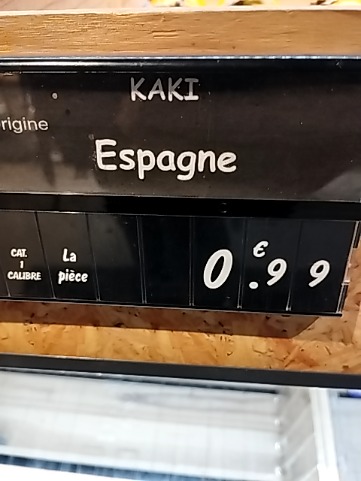 KAKI
rigine
Espagne
CAT.
1
CALIBRE
La
pièce
0€.99